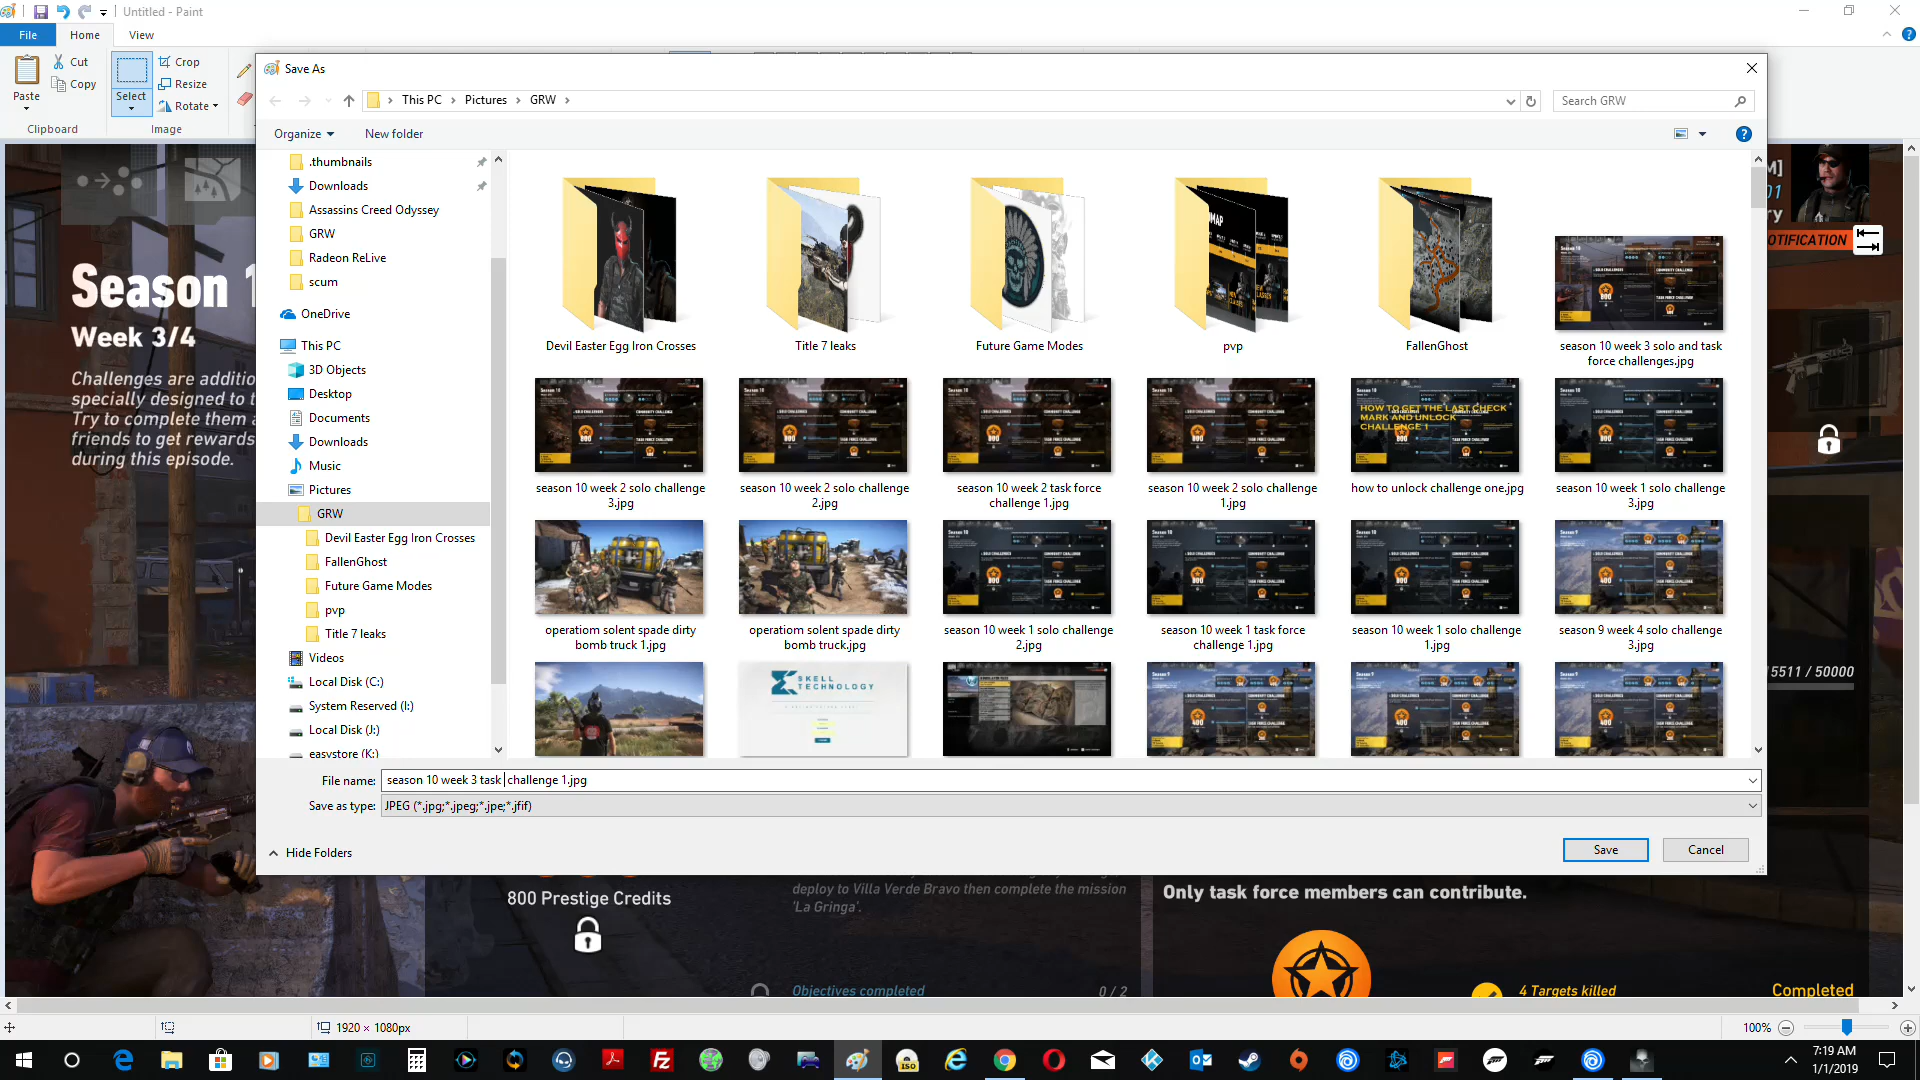 Untitled - Paint
File
Home
View
Paste
Cut
Copy
Clipboard
Select
Crop
Resize
Rotate
Image
Save As
This PC
Pictures
GRW
Search GRW
Organize
New folder
.thumbnails
Downloads
Assassins Creed Odyssey
GRW
Radeon ReLive
scum
OneDrive
This PC
3D Objects
Desktop
Documents
Downloads
Music
Pictures
GRW
Devil Easter Egg Iron Crosses
FallenGhost
Future Game Modes
pvp
Title 7 leaks
Videos
Local Disk (C:)
System Reserved (I:)
Local Disk (J:)
easystore (K:)
Devil Easter Egg Iron Crosses
Title 7 leaks
Future Game Modes
pvp
FallenGhost
season 10 week 3 solo and task
force challenges.jpg
HOW TO GET THE LAST CHECK
MARK AND UNLOCK
CHALLENGE 1
season 10 week 2 solo challenge
3.jpg
season 10 week 2 solo challenge
2.jpg
season 10 week 2 task force
challenge 1.jpg
season 10 week 2 solo challenge
1.jpg
how to unlock challenge one.jpg
season 10 week 1 solo challenge
3.jpg
operatiom solent spade dirty
bomb truck 1.jpg
operatiom solent spade dirty
bomb truck.jpg
season 10 week 1 solo challenge
2.jpg
season 10 week 1 task force
challenge 1.jpg
season 10 week 1 solo challenge
1.jpg
season 9 week 4 solo challenge
3.jpg
SKELL
TECHNOLOGY
File name:
season 10 week 3 task challenge 1.jpg
Save as type:
JPEG (*.jpg;*.jpeg;*.jpe;*.jfif)
Hide Folders
Save
Cancel
Season 1
Week 3/4
Challenges are additio
specially designed to t
Try to complete them a
friends to get rewards
during this episode.
M]
01
ry
OTIFICATION
15511 / 50000
800 Prestige Credits
deploy to Villa Verde Bravo then complete the mission
'La Gringa'.
Only task force members can contribute.
Objectives completed
0 / 2
4 Targets killed
Completed
1920 × 1080px
100%
7:19 AM
1/1/2019